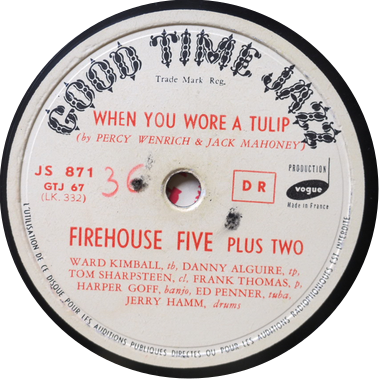 GOOD TIME JAZZ
Trade Mark Reg.
WHEN YOU WORE A TULIP
(by PERCY WENRICH & JACK MAHONEY)
JS 871
GTJ 67
(LK. 332)
36
DR
PRODUCTION
vogue
Made in France
FIREHOUSE FIVE PLUS TWO
WARD KIMBALL, tb, DANNY ALGUIRE, tp,
TOM SHARPSTEEN, cl, FRANK THOMAS, p,
HARPER GOFF, banjo, ED PENNER, tuba,
JERRY HAMM, drums
L'UTILISATION DE CE DISQUE POUR LES AUDITIONS PUBLIQUES DIRECTES OU POUR LES AUDITIONS RADIOPHONIQUES EST INTERDITE